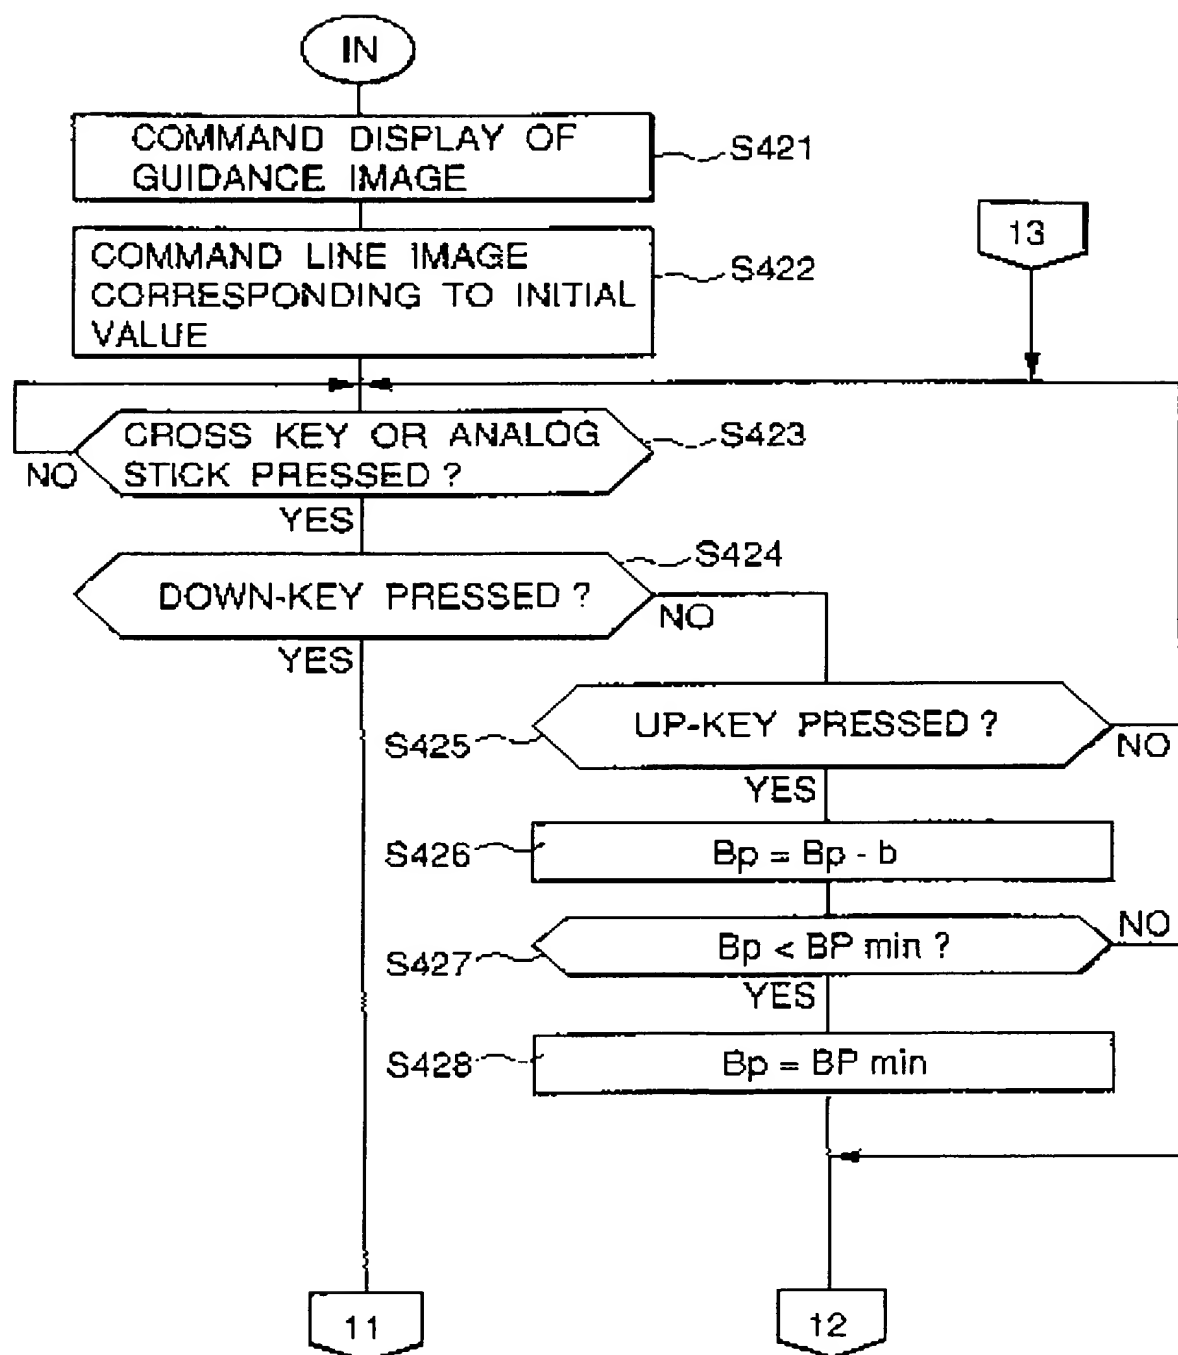 IN
COMMAND DISPLAY OF
GUIDANCE IMAGE
S421
COMMAND LINE IMAGE
CORRESPONDING TO INITIAL
VALUE
S422
13
CROSS KEY OR ANALOG
STICK PRESSED ?
S423
NO
YES
S424
DOWN-KEY PRESSED ?
NO
YES
UP-KEY PRESSED ?
S425
NO
YES
S426
Bp = Bp - b
NO
S427
Bp < BP min ?
YES
S428
Bp = BP min
11
12